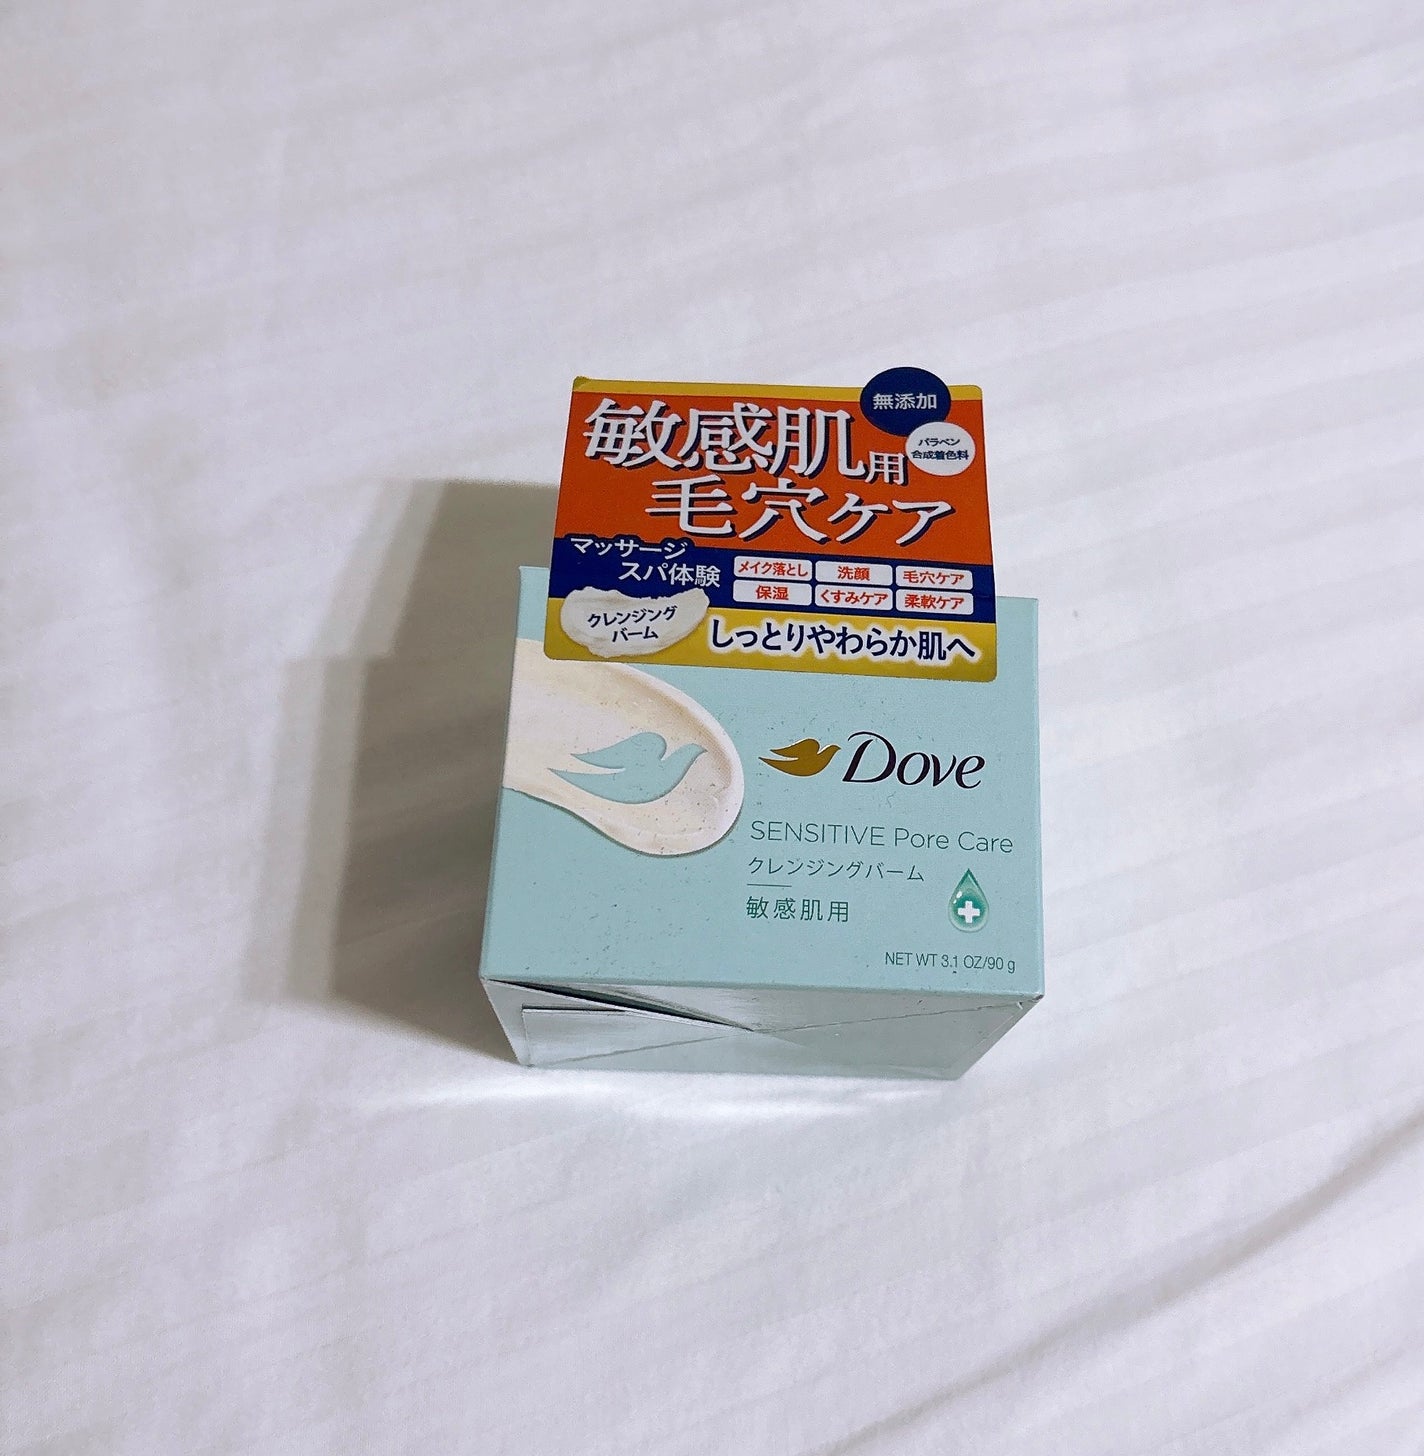 無添加
パラベン
合成着色料
敏感肌用
毛穴ケア
マッサージ
スパ体験
メイク落とし 洗顔 毛穴ケア
保湿 くすみケア 柔軟ケア
クレンジング
バーム
しっとりやわらか肌へ
Dove
SENSITIVE Pore Care
クレンジングバーム
敏感肌用
NET WT 3.1 OZ/90 g